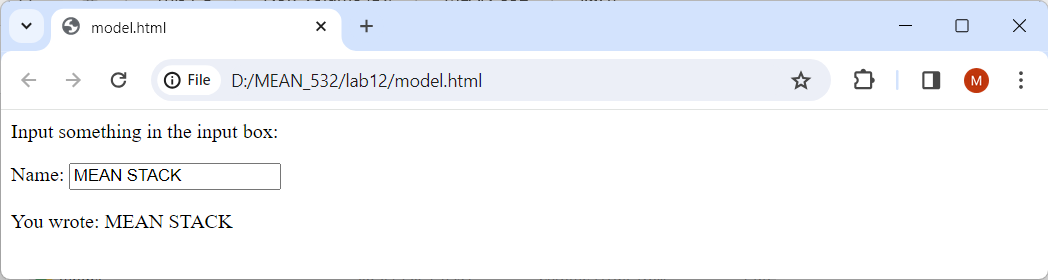 model.html
File D:/MEAN_532/lab12/model.html M
Input something in the input box:
Name: MEAN STACK
You wrote: MEAN STACK